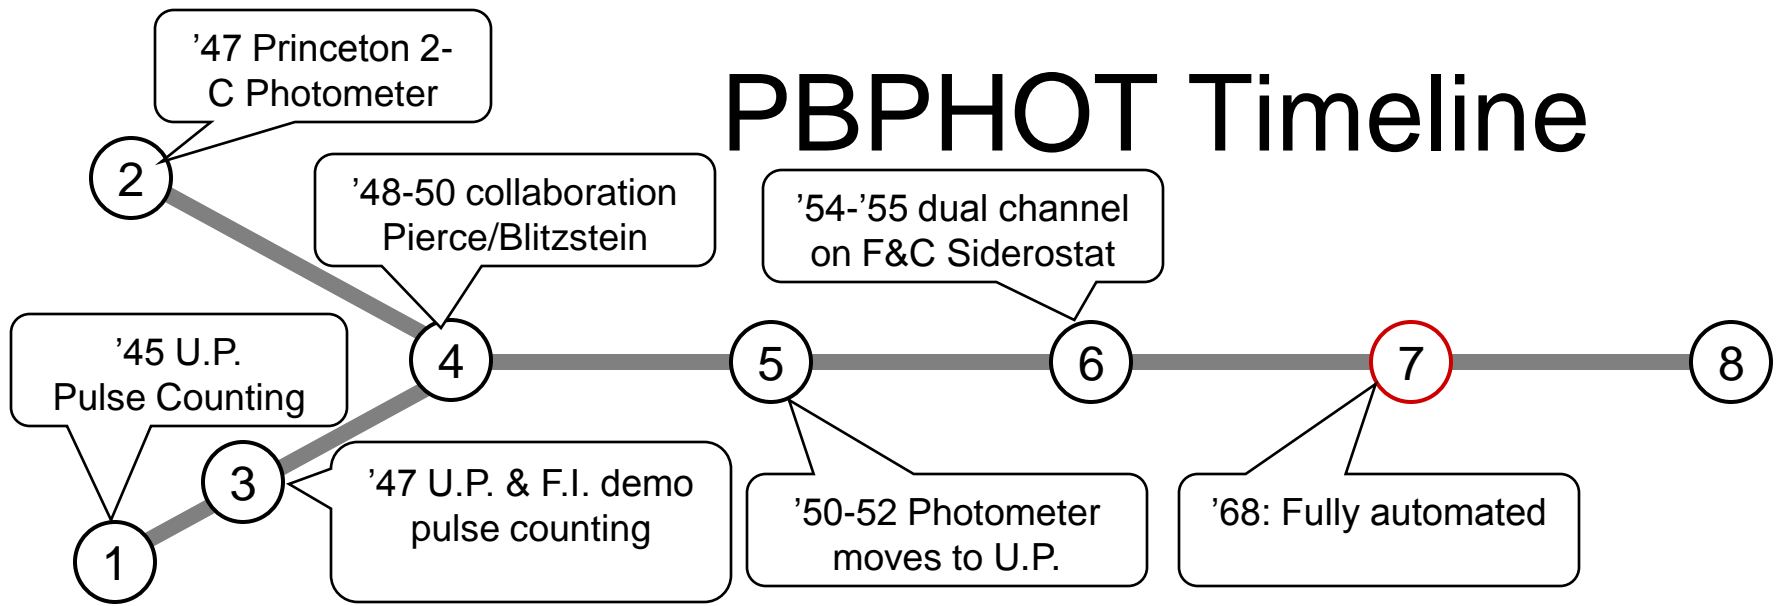 PBPHOT Timeline
’47 Princeton 2-
C Photometer
2
’48-50 collaboration
Pierce/Blitzstein
’54-’55 dual channel
on F&C Siderostat
’45 U.P.
Pulse Counting
4
5
6
7
8
3
’47 U.P. & F.I. demo
pulse counting
’50-52 Photometer
moves to U.P.
’68: Fully automated
1